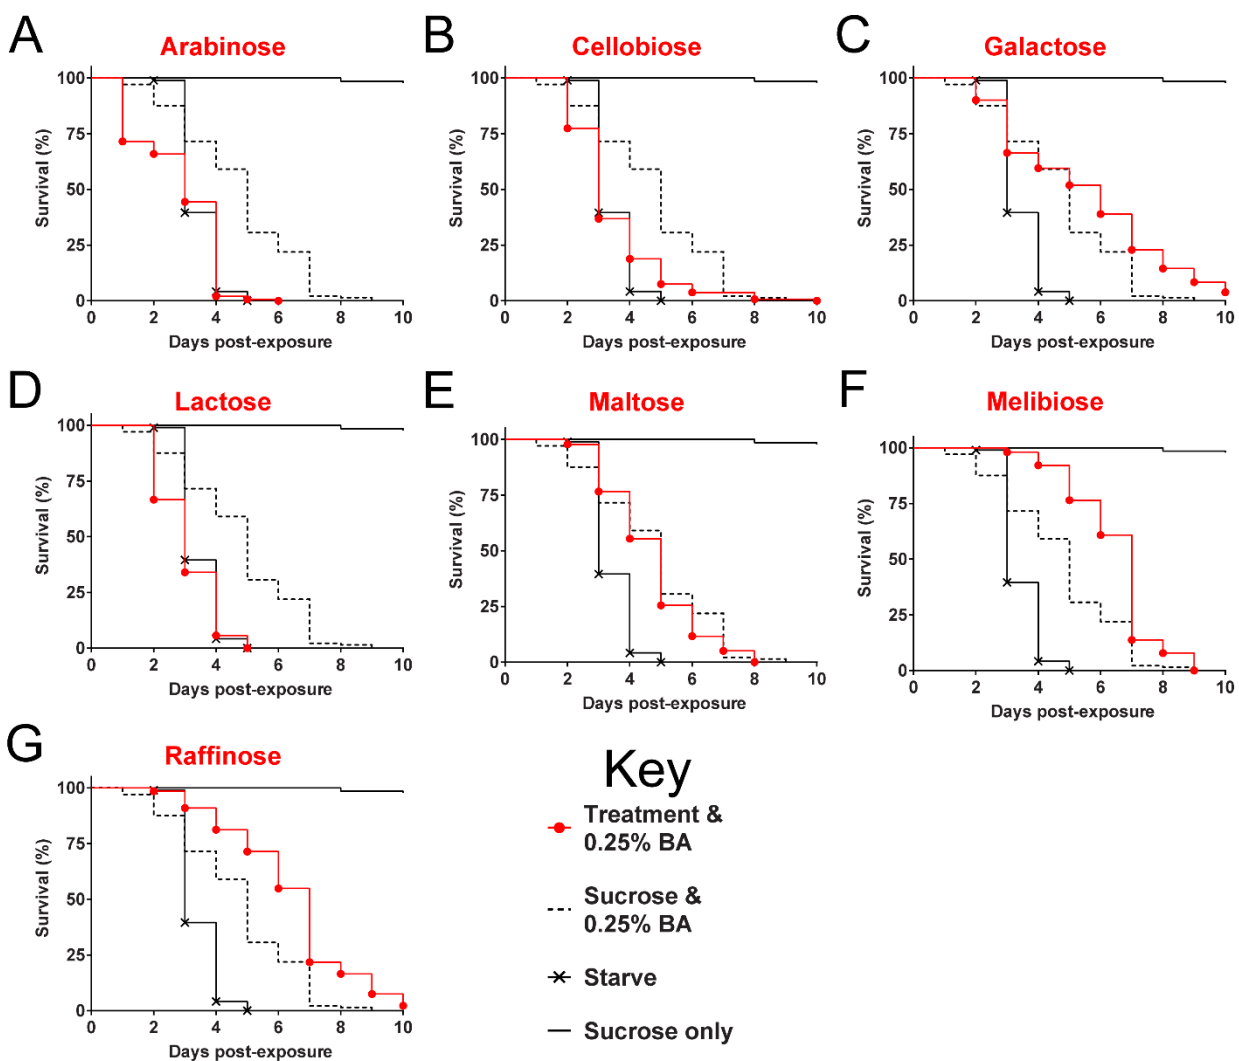 A
Arabinose
B
Cellobiose
C
Galactose
100
75
50
25
0
Survival (%)
0 2 4 6 8 10
Days post-exposure
100
75
50
25
0
Survival (%)
0 2 4 6 8 10
Days post-exposure
100
75
50
25
0
Survival (%)
0 2 4 6 8 10
Days post-exposure
D
Lactose
E
Maltose
F
Melibiose
100
75
50
25
0
Survival (%)
0 2 4 6 8 10
Days post-exposure
100
75
50
25
0
Survival (%)
0 2 4 6 8 10
Days post-exposure
100
75
50
25
0
Survival (%)
0 2 4 6 8 10
Days post-exposure
G
Raffinose
100
75
50
25
0
Survival (%)
0 2 4 6 8 10
Days post-exposure
Key
Treatment &
0.25% BA
Sucrose &
0.25% BA
Starve
Sucrose only